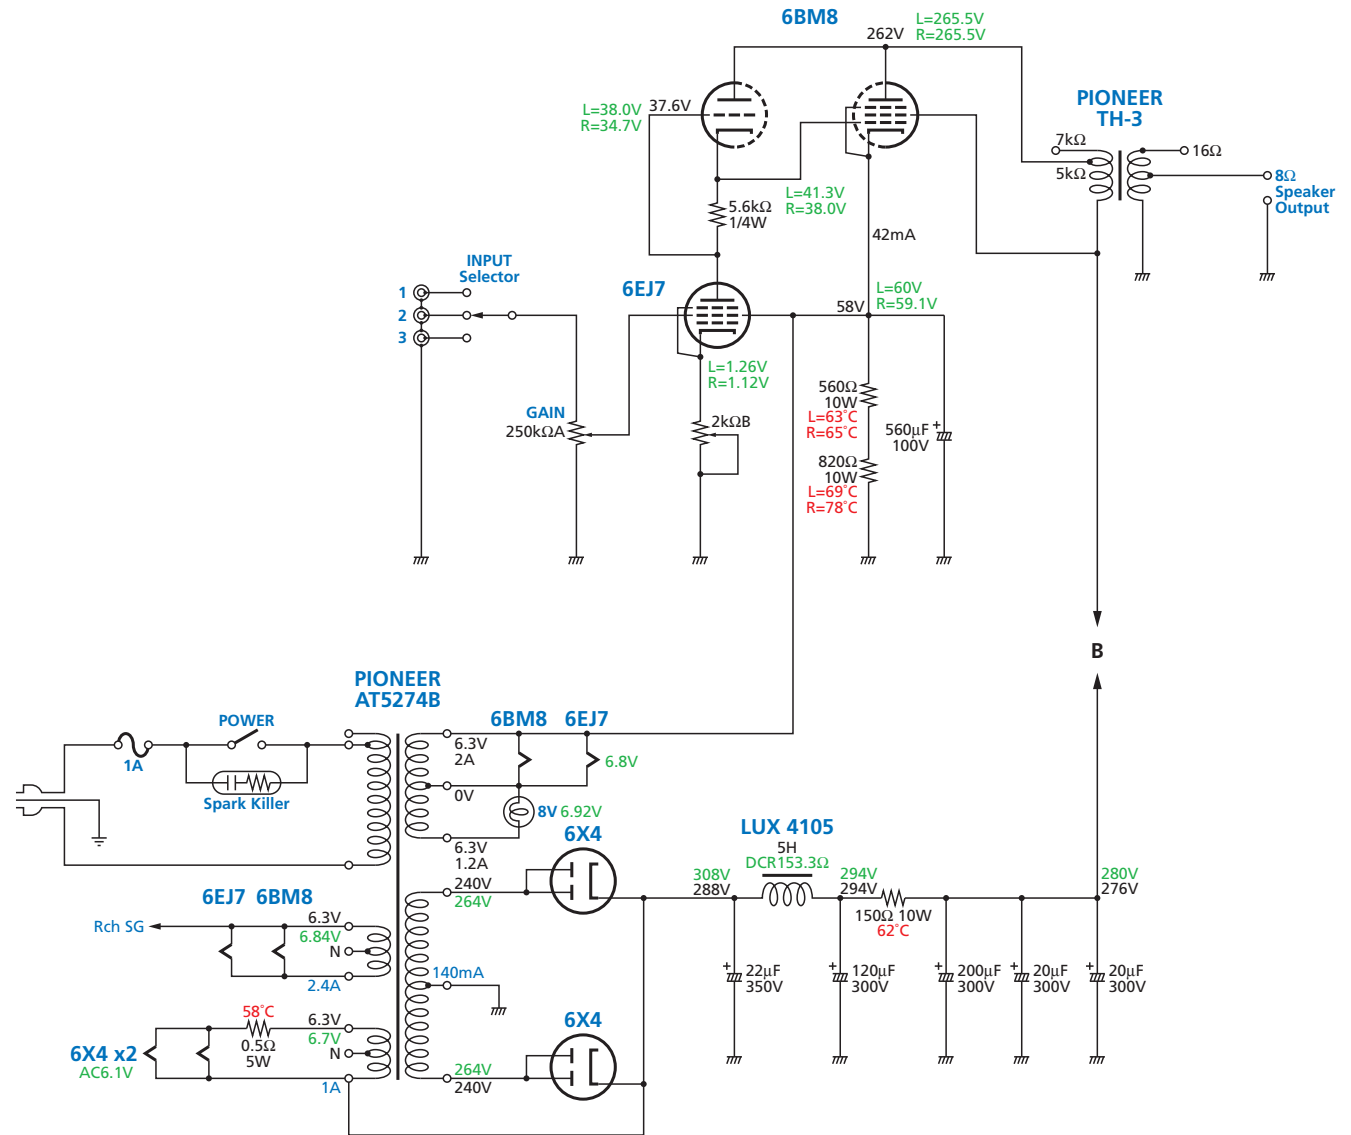 6BM8
L=265.5V
R=265.5V
262V
L=38.0V
R=34.7V
37.6V
PIONEER
TH-3
7kΩ
5kΩ
16Ω
8Ω
Speaker
Output
L=41.3V
R=38.0V
5.6kΩ
1/4W
42mA
INPUT
Selector
1
2
3
6EJ7
58V
L=60V
R=59.1V
L=1.26V
R=1.12V
GAIN
250kΩA
2kΩB
560Ω
10W
L=63°C
R=65°C
560μF
100V
+
820Ω
10W
L=69°C
R=78°C
B
PIONEER
AT5274B
POWER
1A
Spark Killer
6BM8 6EJ7
6.3V
2A
6.8V
0V
8V 6.92V
6.3V
1.2A
6X4
240V
264V
LUX 4105
5H
DCR153.3Ω
308V
288V
294V
294V
150Ω 10W
62°C
280V
276V
6EJ7 6BM8
Rch SG
6.3V
6.84V
N
2.4A
140mA
+
22μF
350V
+
120μF
300V
+
200μF
300V
+
20μF
300V
+
20μF
300V
58°C
0.5Ω
5W
6.3V
6.7V
N
1A
6X4 x2
AC6.1V
6X4
264V
240V